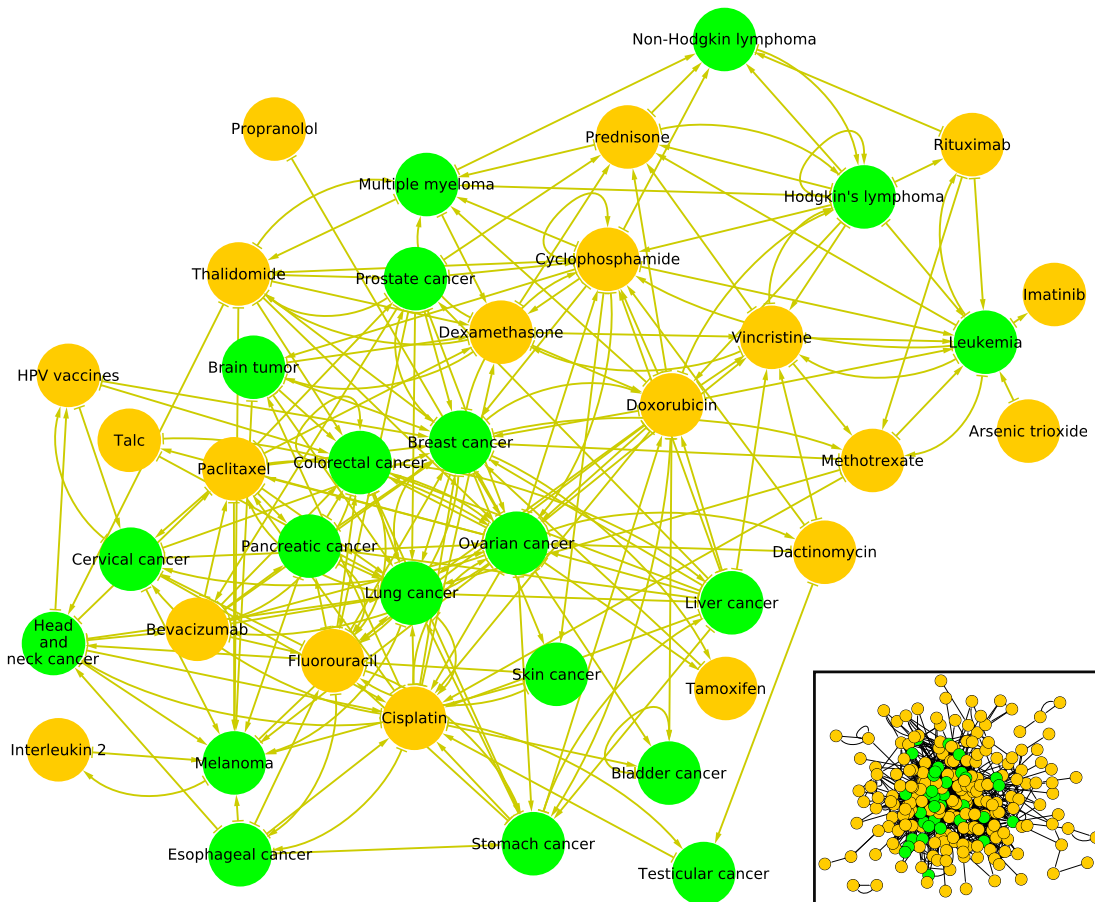 Non-Hodgkin lymphoma
Propranolol
Prednisone
Rituximab
Multiple myeloma
Hodgkin's lymphoma
Cyclophosphamide
Thalidomide
Prostate cancer
Imatinib
Dexamethasone
Vincristine
Leukemia
HPV vaccines
Brain tumor
Doxorubicin
Talc
Breast cancer
Arsenic trioxide
Paclitaxel
Colorectal cancer
Methotrexate
Cervical cancer
Pancreatic cancer
Ovarian cancer
Dactinomycin
Lung cancer
Liver cancer
Head
and
neck cancer
Bevacizumab
Fluorouracil
Skin cancer
Tamoxifen
Cisplatin
Interleukin 2
Melanoma
Bladder cancer
Esophageal cancer
Stomach cancer
Testicular cancer